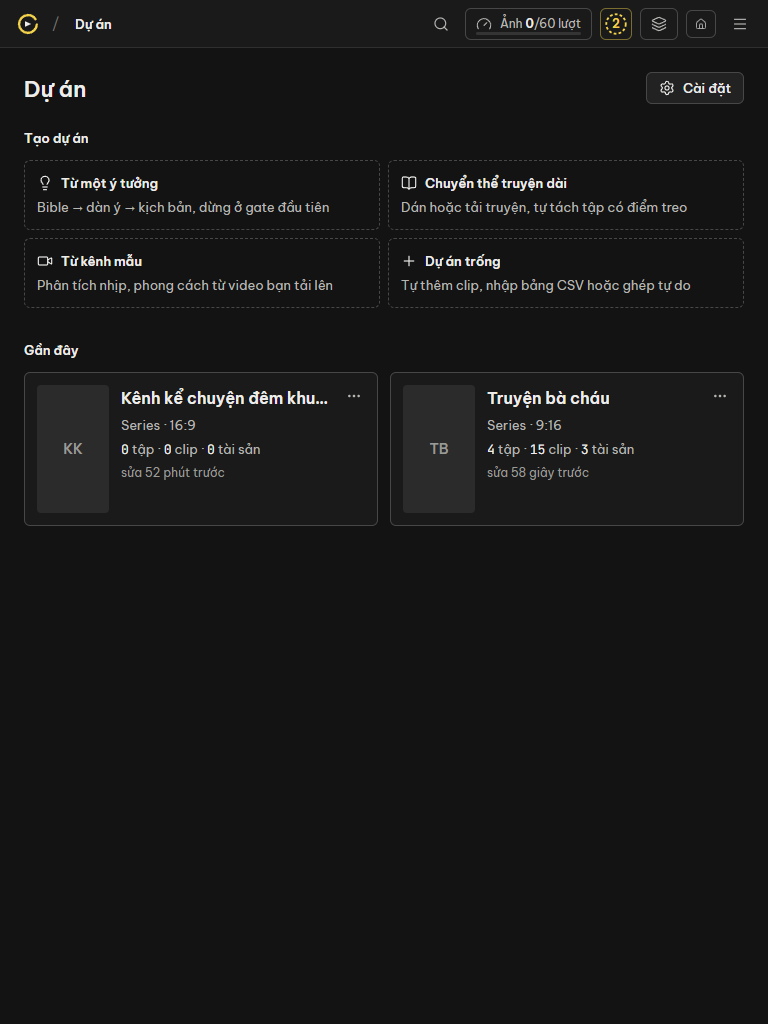 / Dự án
Ảnh 0/60 lượt
2
Dự án
Cài đặt
Tạo dự án
Từ một ý tưởng
Bible → dàn ý → kịch bản, dừng ở gate đầu tiên
Chuyển thể truyện dài
Dán hoặc tải truyện, tự tách tập có điểm treo
Từ kênh mẫu
Phân tích nhịp, phong cách từ video bạn tải lên
Dự án trống
Tự thêm clip, nhập bảng CSV hoặc ghép tự do
Gần đây
KK
Kênh kể chuyện đêm khu...
Series · 16:9
0 tập · 0 clip · 0 tài sản
sửa 52 phút trước
TB
Truyện bà cháu
Series · 9:16
4 tập · 15 clip · 3 tài sản
sửa 58 giây trước